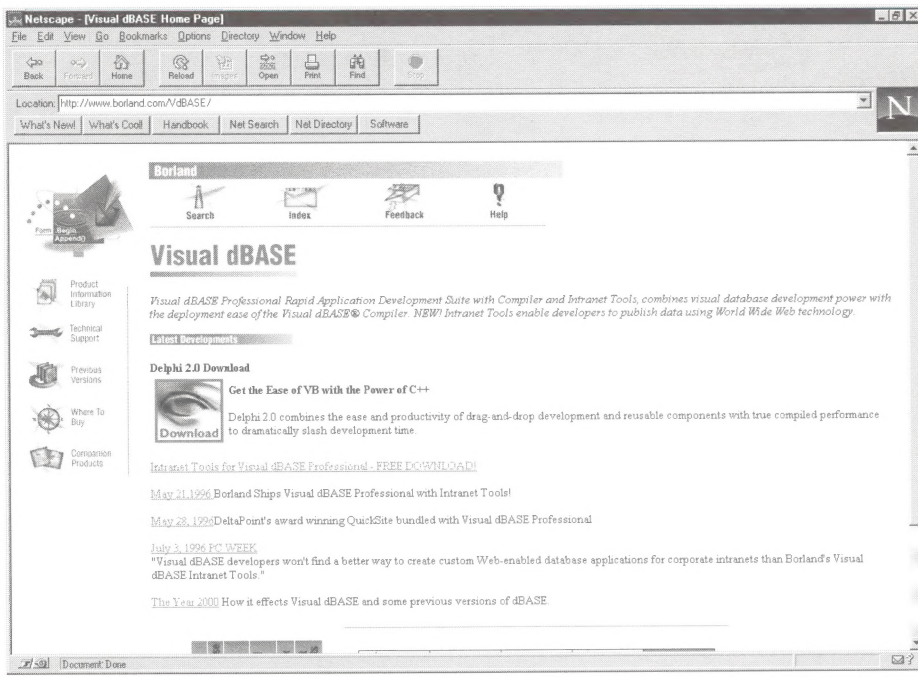 Netscape - [Visual dBASE Home Page]
File Edit View Go Bookmarks Options Directory Window Help
Back Forward Home Reload Images Open Print Find Stop
Location: http://www.borland.com/VdBASE/
N
What's New! What's Cool! Handbook Net Search Net Directory Software
Borland
Search Index Feedback Help
Form Begin
Append()
Visual dBASE
Product
Information
Library
Technical
Support
Previous
Versions
Where To
Buy
Companion
Products
Visual dBASE Professional Rapid Application Development Suite with Compiler and Intranet Tools, combines visual database development power with
the deployment ease of the Visual dBASE® Compiler. NEW! Intranet Tools enable developers to publish data using World Wide Web technology.
Latest Developments
Delphi 2.0 Download
Get the Ease of VB with the Power of C++
Download
Delphi 2.0 combines the ease and productivity of drag-and-drop development and reusable components with true compiled performance
to dramatically slash development time.
Intranet Tools for Visual dBASE Professional - FREE DOWNLOAD!
May 21,1996 Borland Ships Visual dBASE Professional with Intranet Tools!
May 28, 1996DeltaPoint's award winning QuickSite bundled with Visual dBASE Professional
July 3, 1996 PC WEEK
"Visual dBASE developers won't find a better way to create custom Web-enabled database applications for corporate intranets than Borland's Visual
dBASE Intranet Tools."
The Year 2000 How it effects Visual dBASE and some previous versions of dBASE.
Document: Done